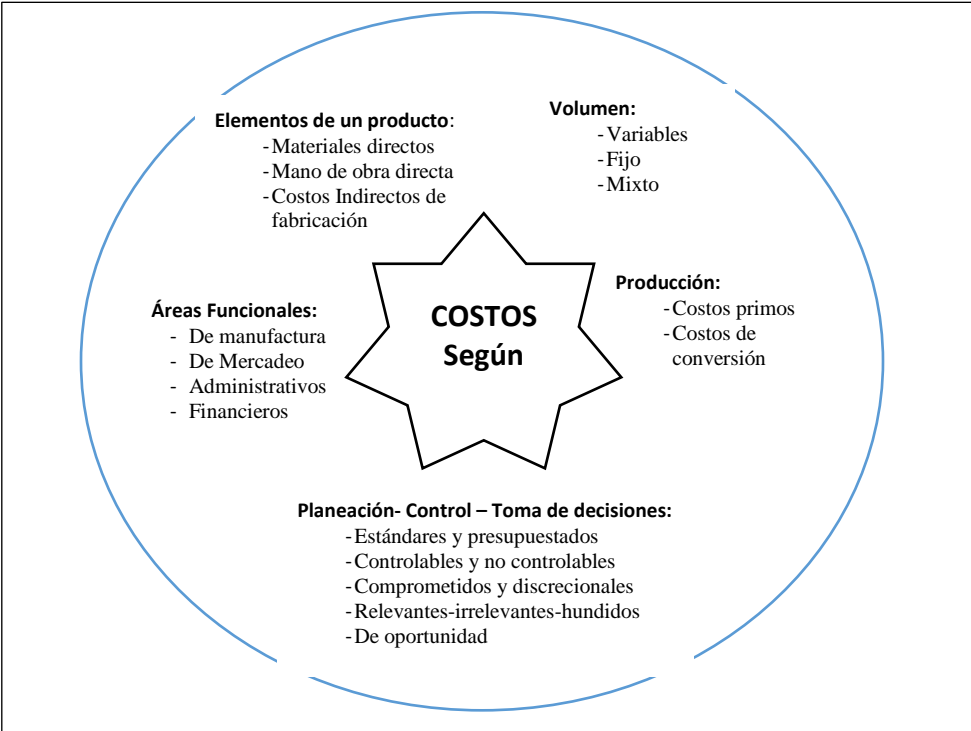 Elementos de un producto:
-Materiales directos
-Mano de obra directa
-Costos Indirectos de
fabricación
Volumen:
-Variables
-Fijo
-Mixto
Áreas Funcionales:
- De manufactura
- De Mercadeo
- Administrativos
- Financieros
COSTOS
Según
Producción:
-Costos primos
-Costos de
conversión
Planeación- Control – Toma de decisiones:
-Estándares y presupuestados
-Controlables y no controlables
-Comprometidos y discrecionales
-Relevantes-irrelevantes-hundidos
-De oportunidad